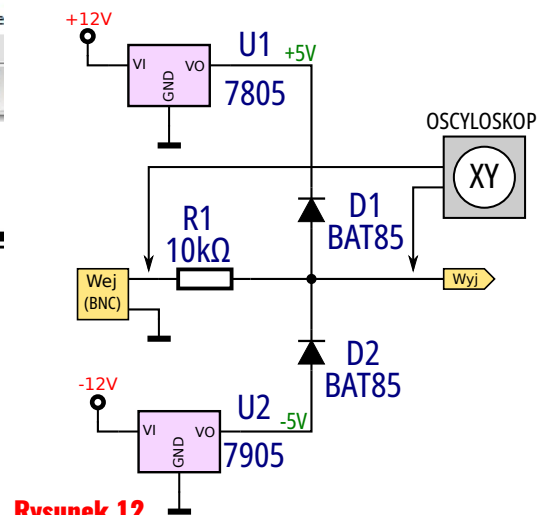 e
+12V
U1
+5V
VI
VO
GND
7805
OSCYLOSKOP
XY
D1
BAT85
R1
10kΩ
Wej
(BNC)
Wyj
D2
BAT85
-12V
U2
-5V
VI
VO
GND
7905
Rysunek 12